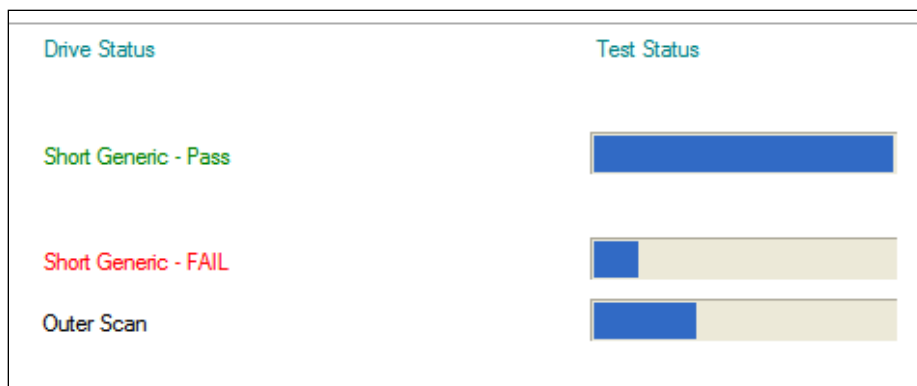 Drive Status Test Status
Short Generic - Pass
Short Generic - FAIL
Outer Scan